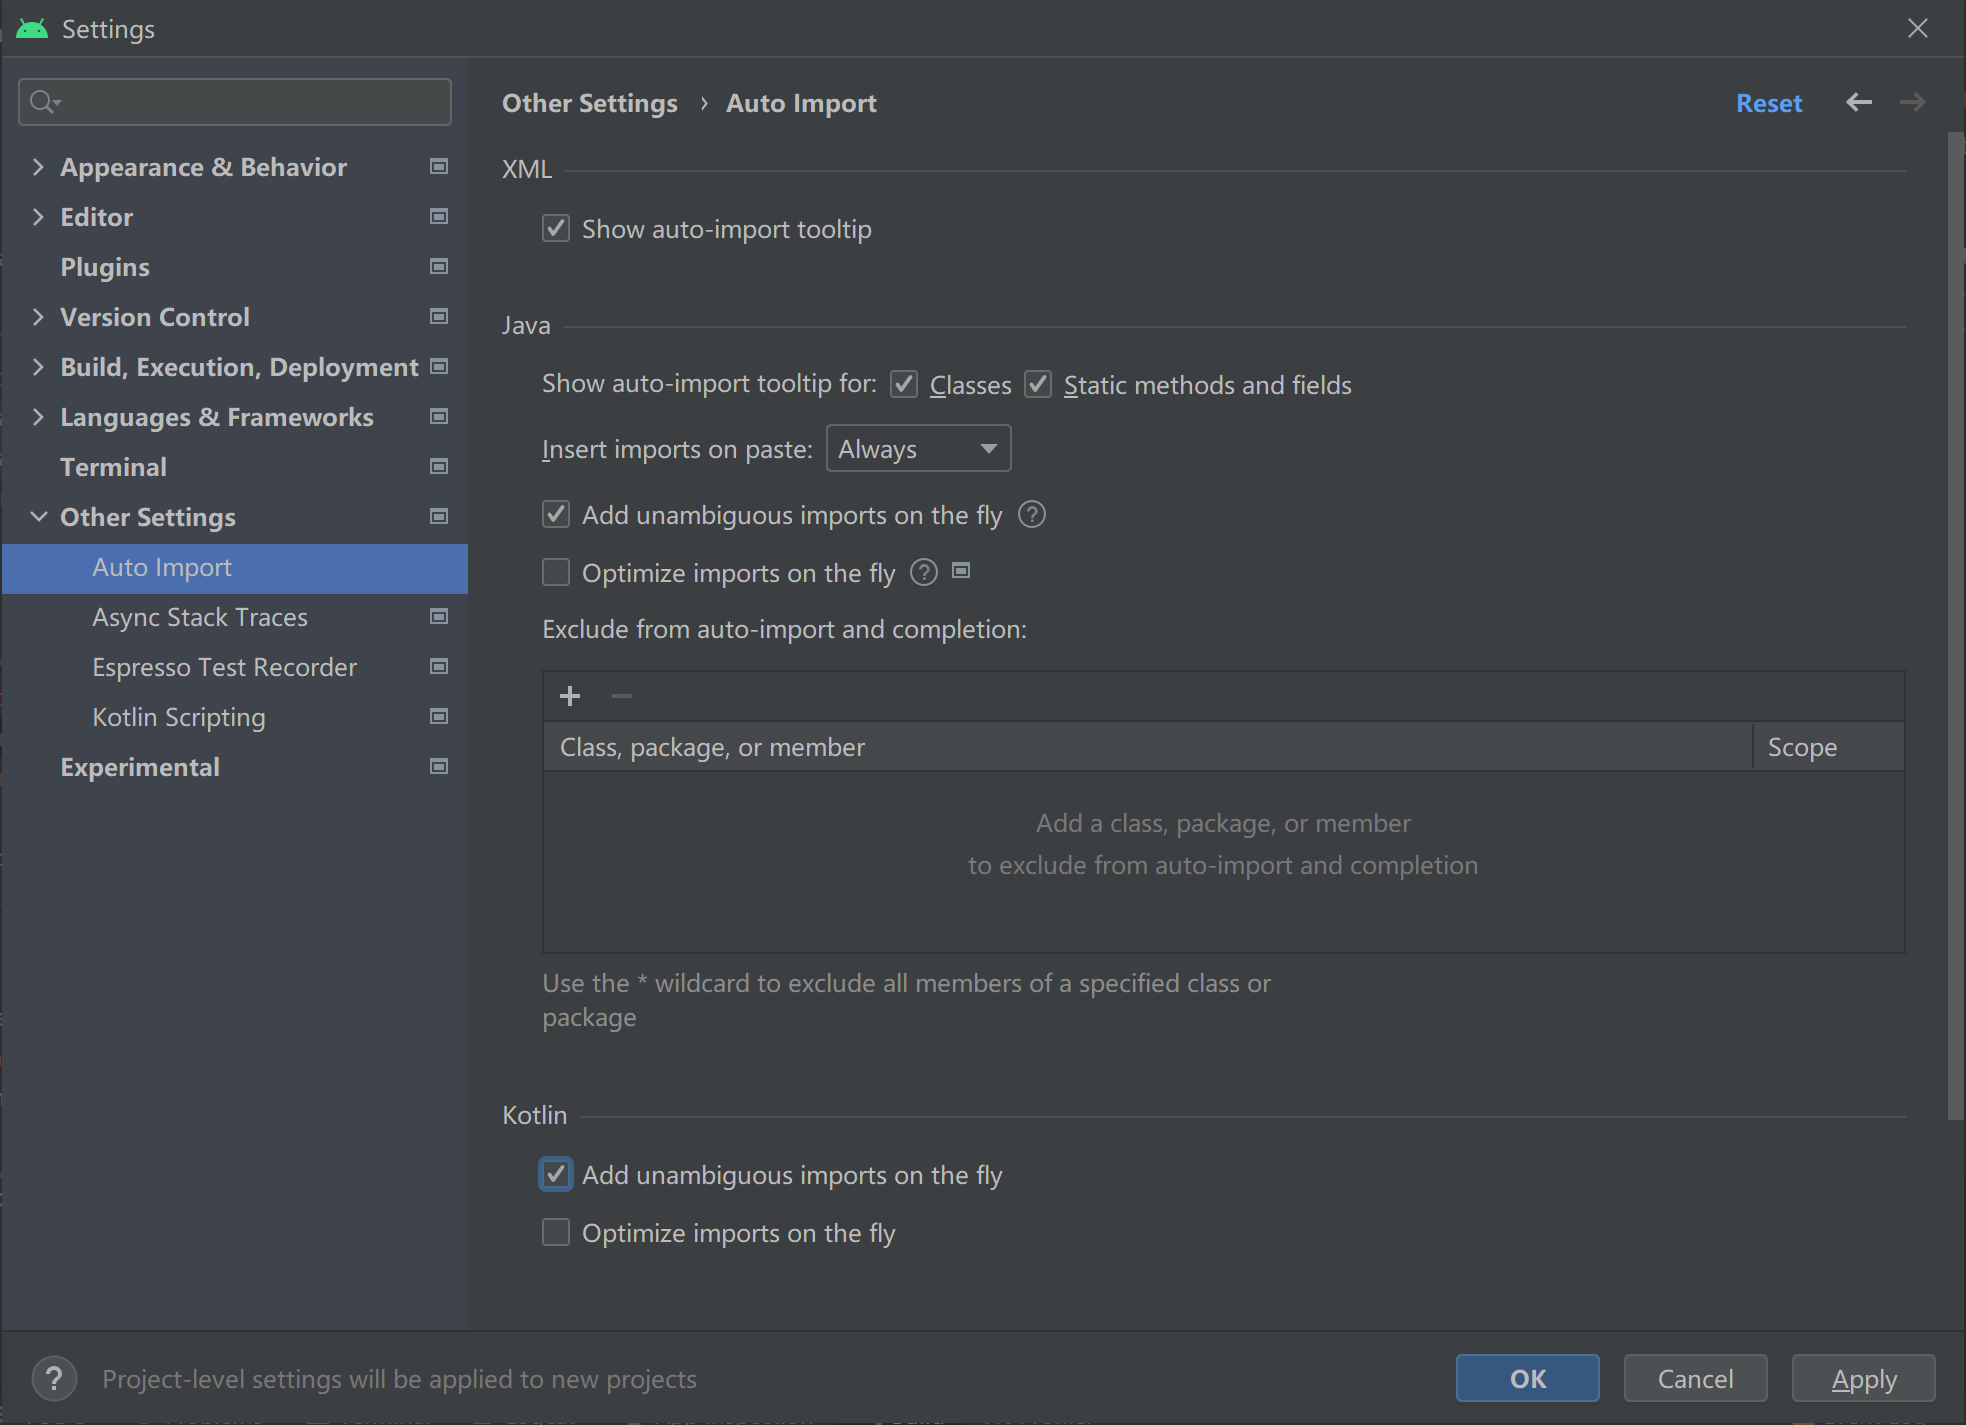 Settings
Other Settings › Auto Import
Reset
Appearance & Behavior
Editor
Plugins
Version Control
Build, Execution, Deployment
Languages & Frameworks
Terminal
Other Settings
Auto Import
Async Stack Traces
Espresso Test Recorder
Kotlin Scripting
Experimental
XML
Show auto-import tooltip
Java
Show auto-import tooltip for: Classes Static methods and fields
Insert imports on paste: Always
Add unambiguous imports on the fly ?
Optimize imports on the fly ?
Exclude from auto-import and completion:
Class, package, or member Scope
Add a class, package, or member
to exclude from auto-import and completion
Use the * wildcard to exclude all members of a specified class or
package
Kotlin
Add unambiguous imports on the fly
Optimize imports on the fly
? Project-level settings will be applied to new projects
OK Cancel Apply